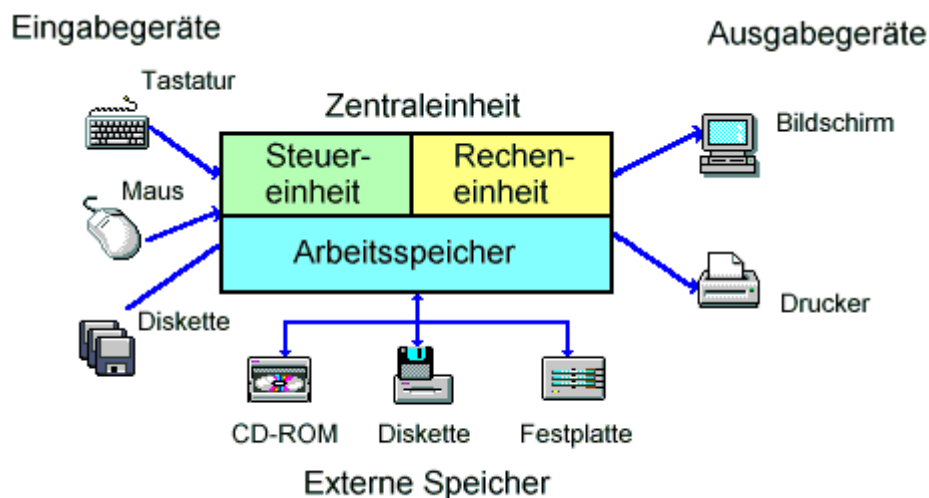 Eingabegeräte
Ausgabegeräte
Tastatur
Zentraleinheit
Bildschirm
Steuer-
einheit
Rechen-
einheit
Maus
Arbeitsspeicher
Diskette
Drucker
CD-ROM
Diskette
Festplatte
Externe Speicher